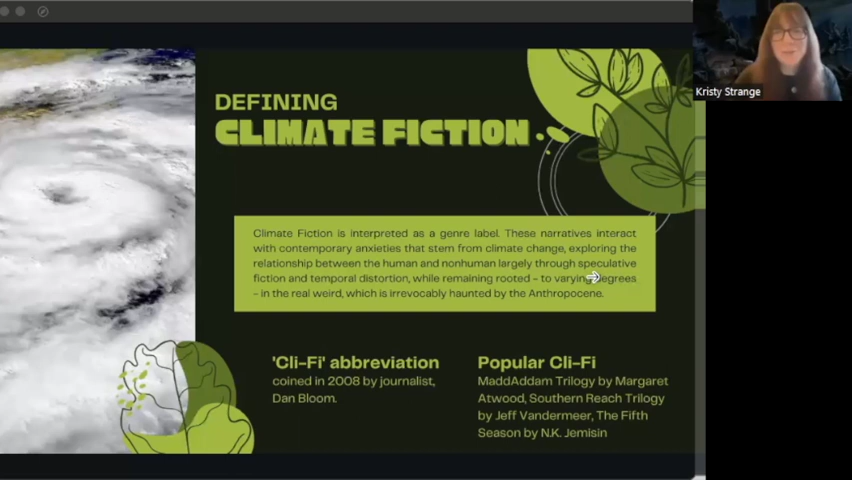 Kristy Strange
DEFINING
CLIMATE FICTION
Climate Fiction is interpreted as a genre label. These narratives interact
with contemporary anxieties that stem from climate change, exploring the
relationship between the human and nonhuman largely through speculative
fiction and temporal distortion, while remaining rooted - to varying degrees
- in the real weird, which is irrevocably haunted by the Anthropocene.
'Cli-Fi' abbreviation
coined in 2008 by journalist,
Dan Bloom.
Popular Cli-Fi
MaddAddam Trilogy by Margaret
Atwood, Southern Reach Trilogy
by Jeff Vandermeer, The Fifth
Season by N.K. Jemisin